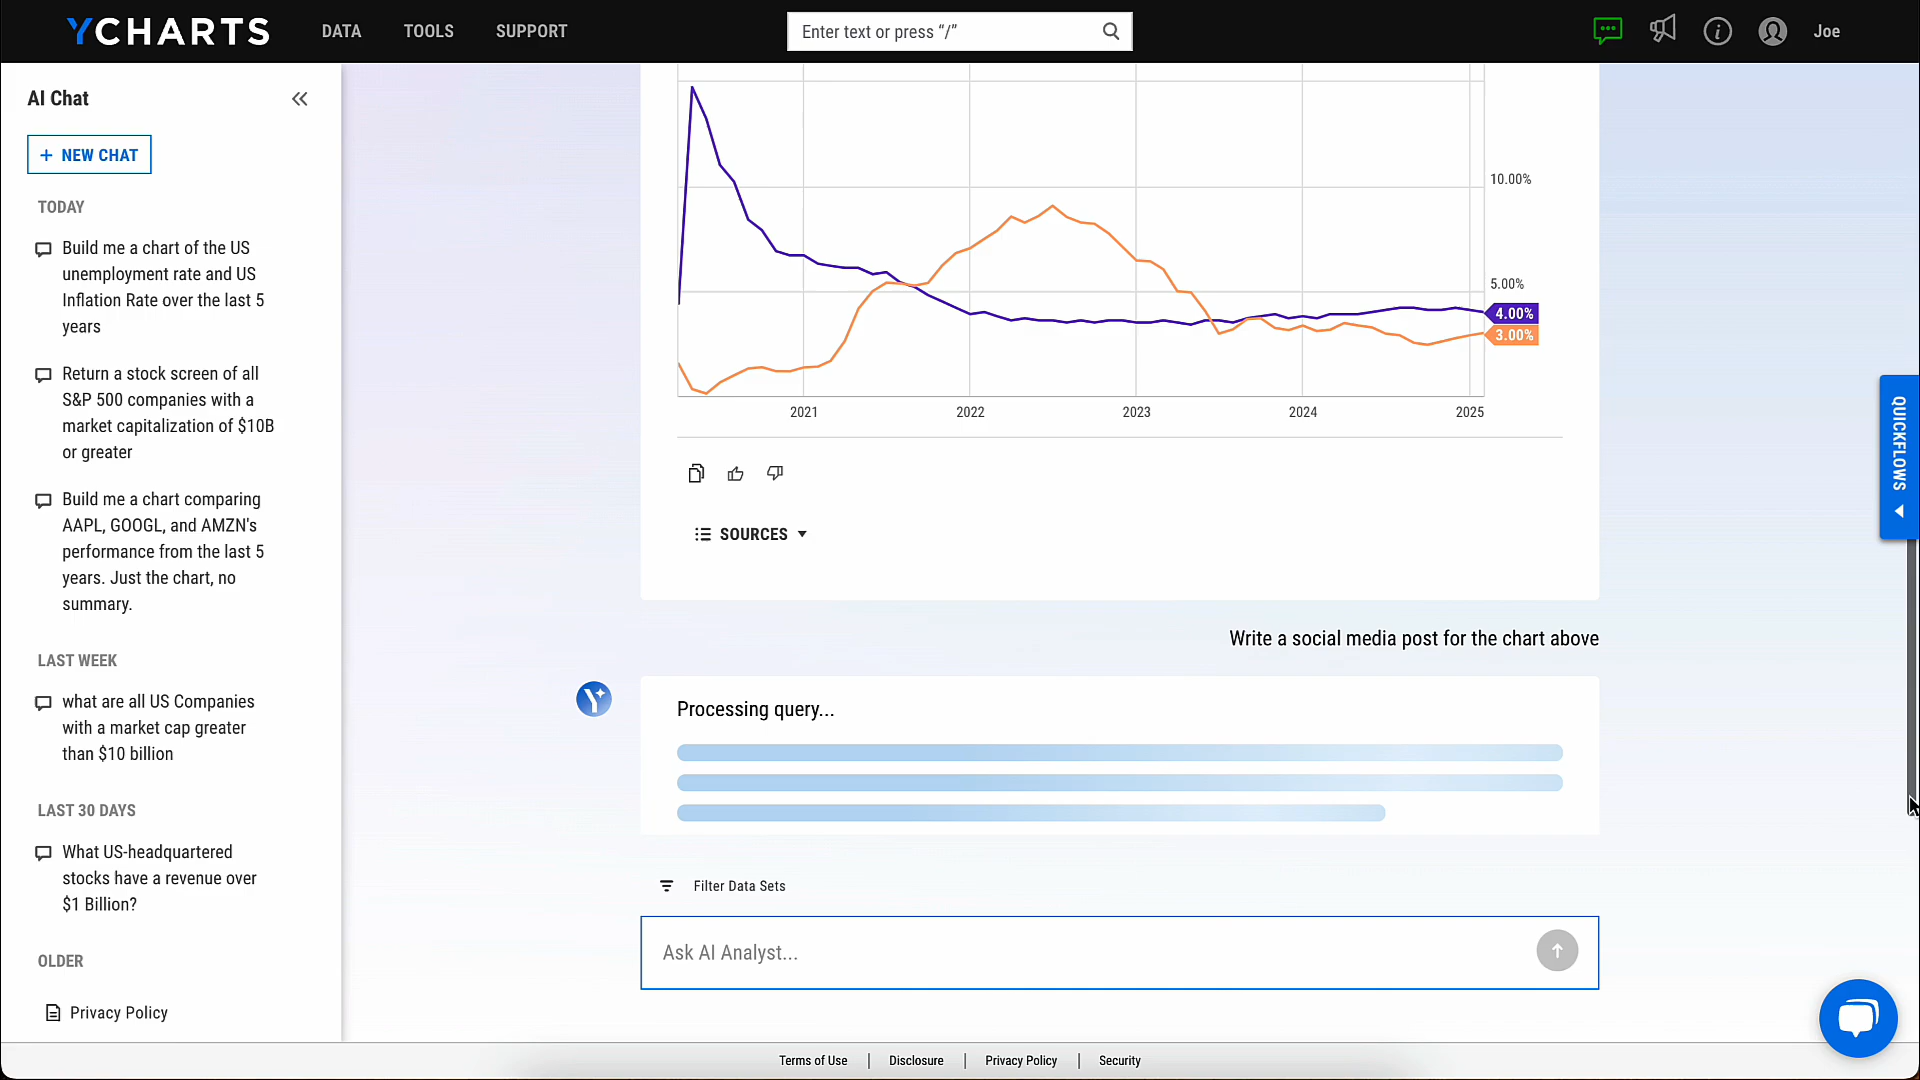 YCHARTS
DATA
TOOLS
SUPPORT
Enter text or press “/”
Joe
AI Chat
+ NEW CHAT
TODAY
Build me a chart of the US
unemployment rate and US
Inflation Rate over the last 5
years
Return a stock screen of all
S&P 500 companies with a
market capitalization of $10B
or greater
Build me a chart comparing
AAPL, GOOGL, and AMZN's
performance from the last 5
years. Just the chart, no
summary.
LAST WEEK
what are all US Companies
with a market cap greater
than $10 billion
LAST 30 DAYS
What US-headquartered
stocks have a revenue over
$1 Billion?
OLDER
Privacy Policy
10.00%
5.00%
4.00%
3.00%
2021
2022
2023
2024
2025
SOURCES
Write a social media post for the chart above
Y
Processing query...
Filter Data Sets
Ask AI Analyst...
QUICKFLOWS
Terms of Use
Disclosure
Privacy Policy
Security